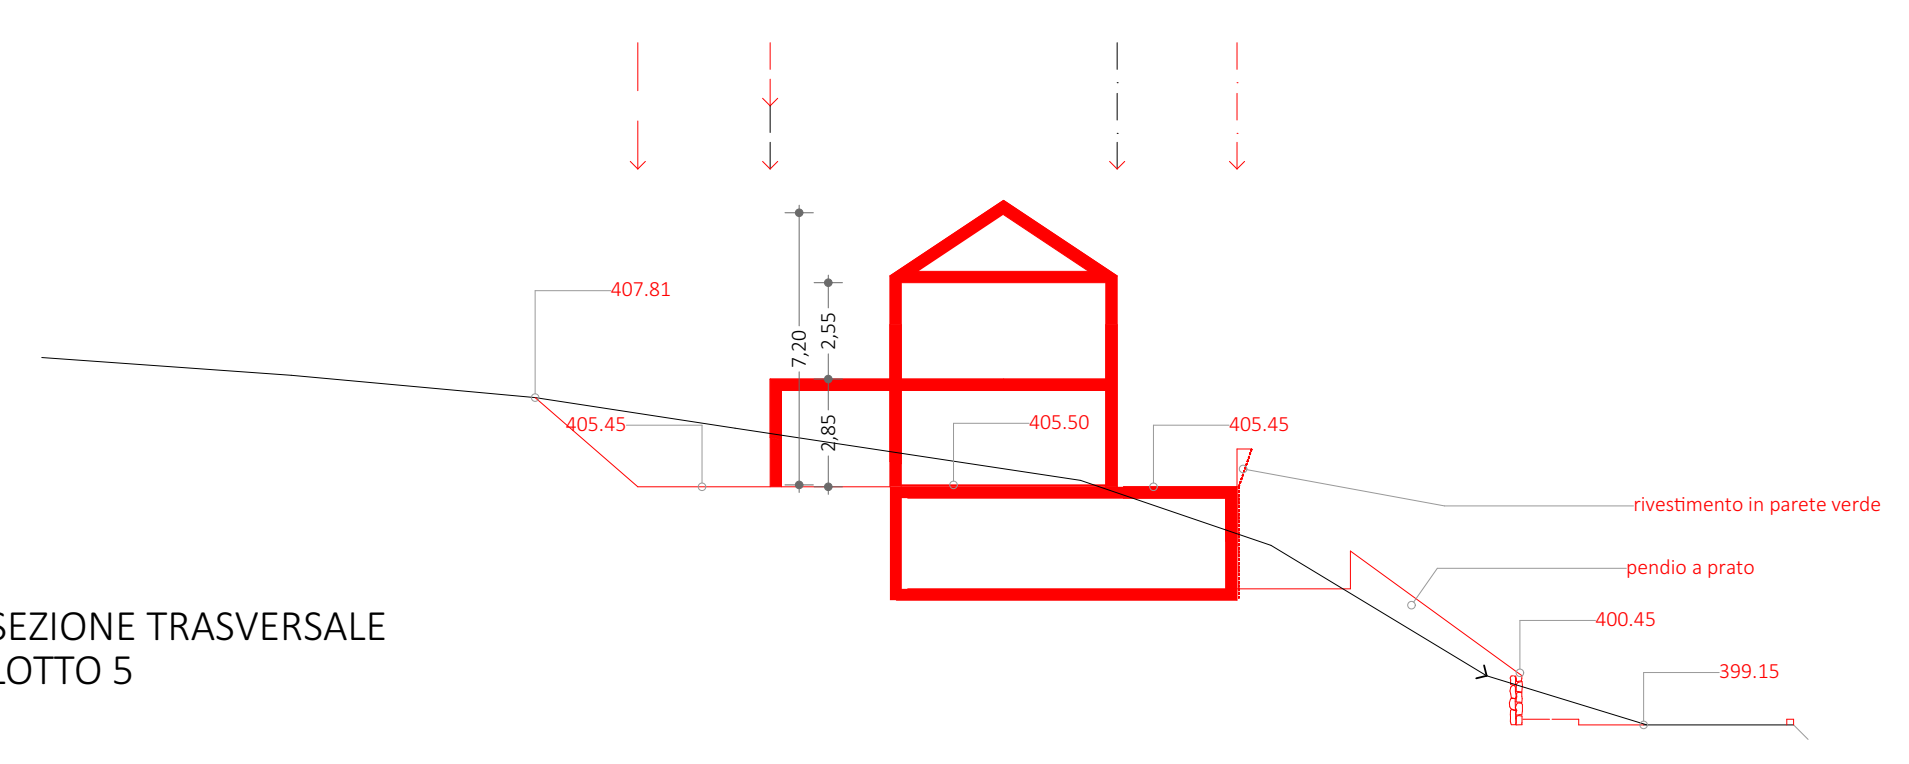 407.81
7,20
2,55
405.45
2,85
405.50
405.45
rivestimento in parete verde
pendio a prato
400.45
399.15
SEZIONE TRASVERSALE
LOTTO 5